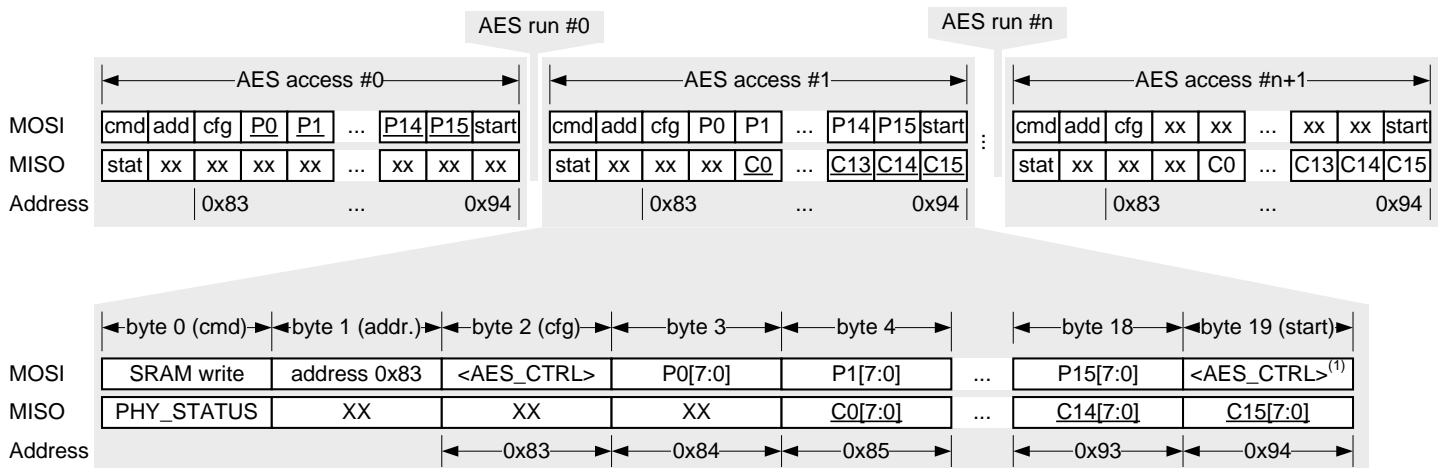 AES run #0
AES run #n
AES access #0 AES access #1 AES access #n+1
MOSI cmd add cfg P0 P1 ... P14 P15 start cmd add cfg P0 P1 ... P14 P15 start ... cmd add cfg xx xx ... xx xx start
MISO stat xx xx xx ... xx xx xx stat xx xx C0 ... C13 C14 C15 stat xx xx C0 ... C13 C14 C15
Address 0x83 ... 0x94 0x83 ... 0x94 0x83 ... 0x94
byte 0 (cmd) byte 1 (addr.) byte 2 (cfg) byte 3 byte 4 byte 18 byte 19 (start)
MOSI SRAM write address 0x83 <AES_CTRL> P0[7:0] P1[7:0] ... P15[7:0] <AES_CTRL>(1)
MISO PHY_STATUS XX XX XX C0[7:0] ... C14[7:0] C15[7:0]
Address 0x83 0x84 0x85 0x93 0x94